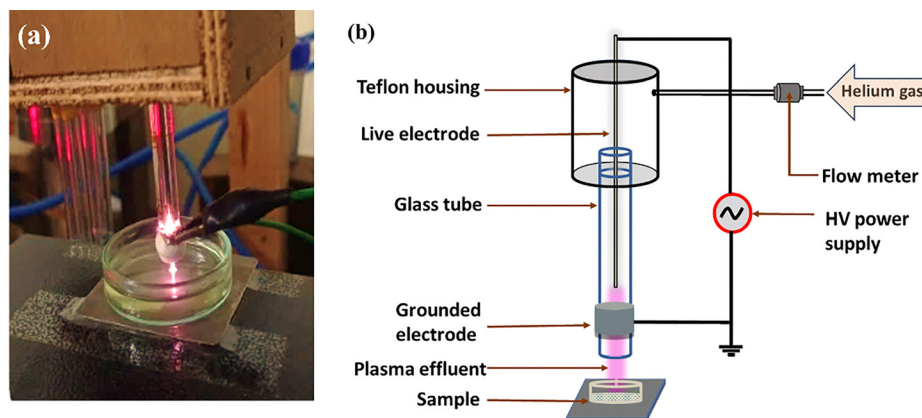 (a)
(b)
Teflon housing
Helium gas
Live electrode
Flow meter
Glass tube
HV power
supply
Grounded
electrode
Plasma effluent
Sample